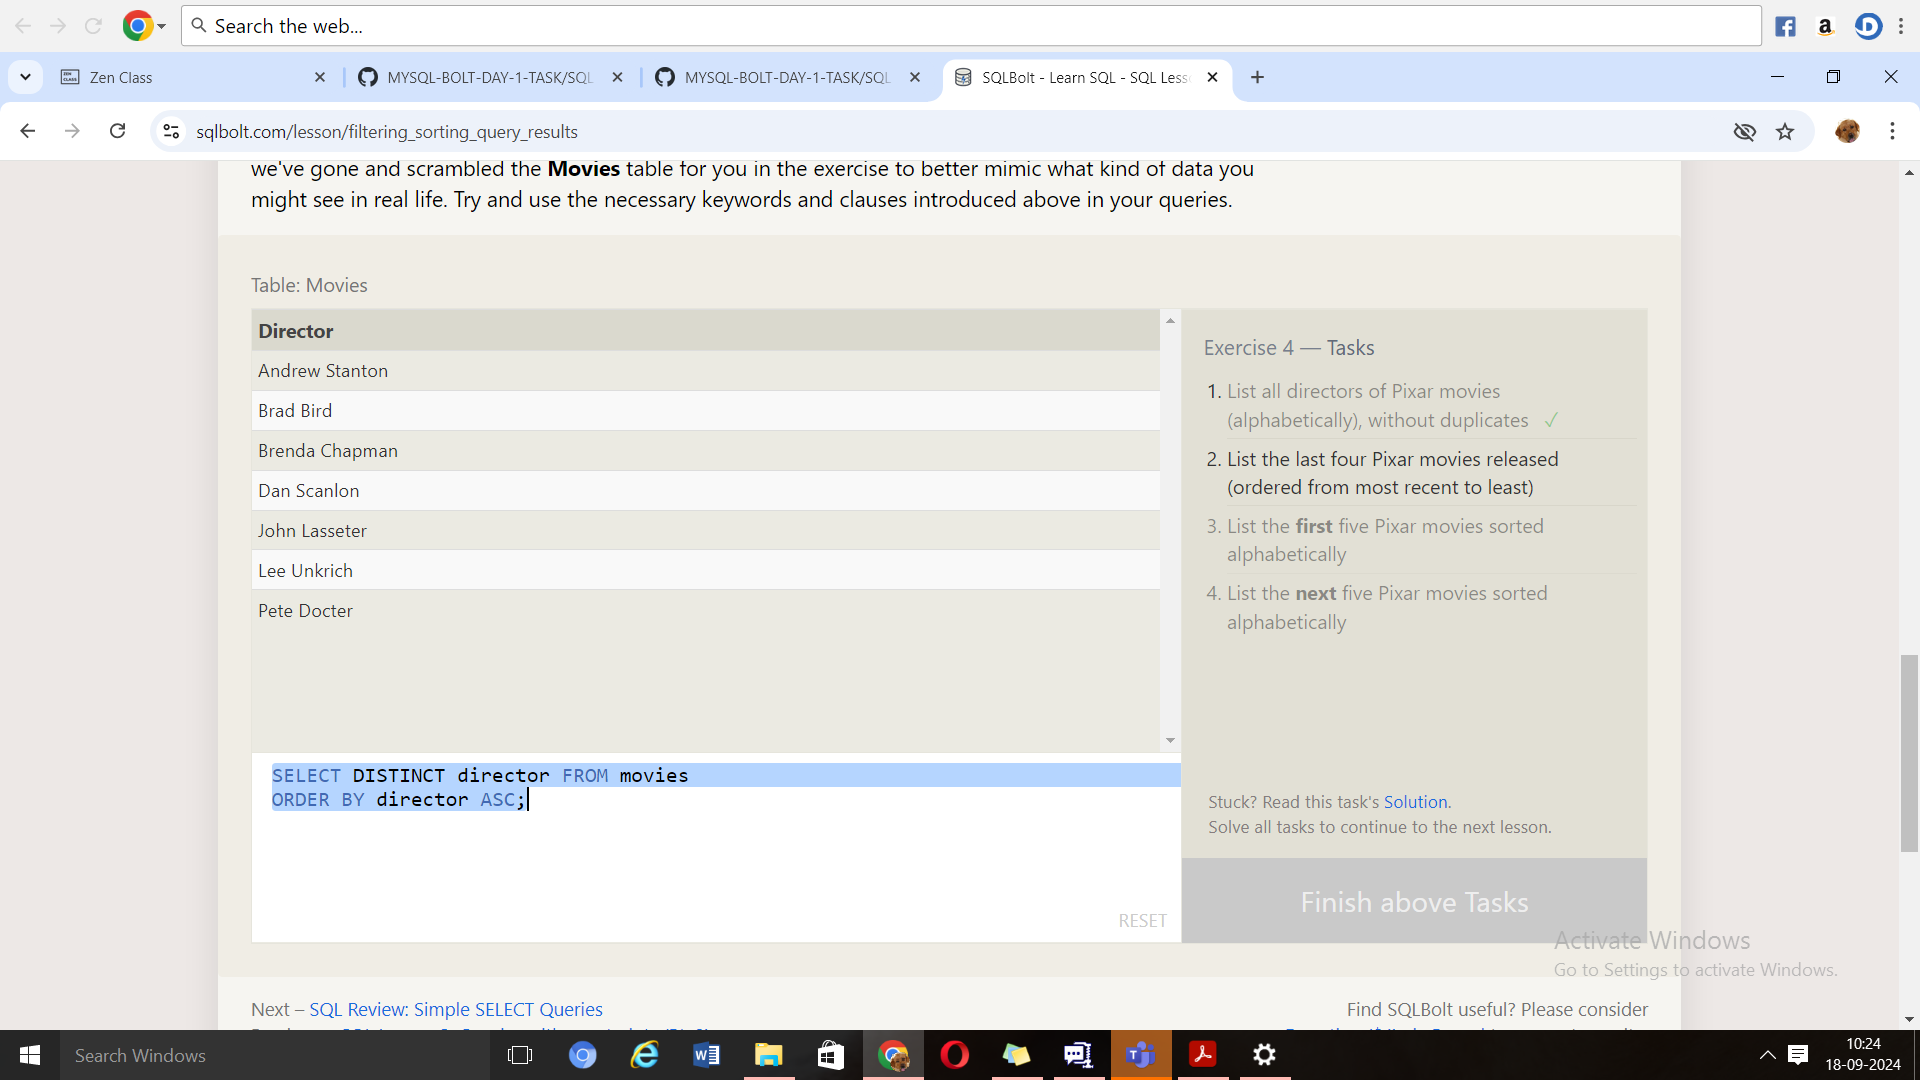 Search the web...
Zen Class
MYSQL-BOLT-DAY-1-TASK/SQL
MYSQL-BOLT-DAY-1-TASK/SQL
SQLBolt - Learn SQL - SQL Less
sqlbolt.com/lesson/filtering_sorting_query_results
we've gone and scrambled the Movies table for you in the exercise to better mimic what kind of data you
might see in real life. Try and use the necessary keywords and clauses introduced above in your queries.
Table: Movies
Director
Andrew Stanton
Brad Bird
Brenda Chapman
Dan Scanlon
John Lasseter
Lee Unkrich
Pete Docter
SELECT DISTINCT director FROM movies
ORDER BY director ASC;
RESET
Exercise 4 — Tasks
1. List all directors of Pixar movies
(alphabetically), without duplicates ✓
2. List the last four Pixar movies released
(ordered from most recent to least)
3. List the first five Pixar movies sorted
alphabetically
4. List the next five Pixar movies sorted
alphabetically
Stuck? Read this task's Solution.
Solve all tasks to continue to the next lesson.
Finish above Tasks
Activate Windows
Go to Settings to activate Windows.
Next – SQL Review: Simple SELECT Queries
Find SQLBolt useful? Please consider
Search Windows
10:24
18-09-2024